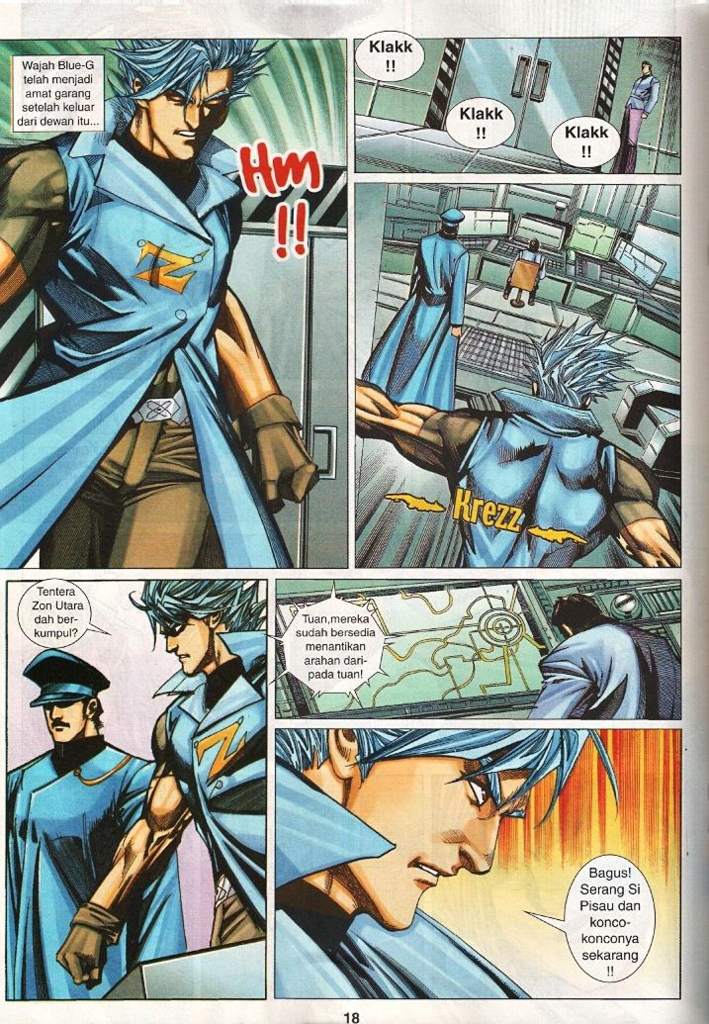 Wajah Blue-G
telah menjadi
amat garang
setelah keluar
dari dewan itu...
Hm
!!
Z
Klakk
!!
Klakk
!!
Klakk
!!
Krezz
Tentera
Zon Utara
dah ber-
kumpul?
Z
Tuan,mereka
sudah bersedia
menantikan
arahan dari-
pada tuan!
Bagus!
Serang Si
Pisau dan
konco-
konconya
sekarang
!!
18